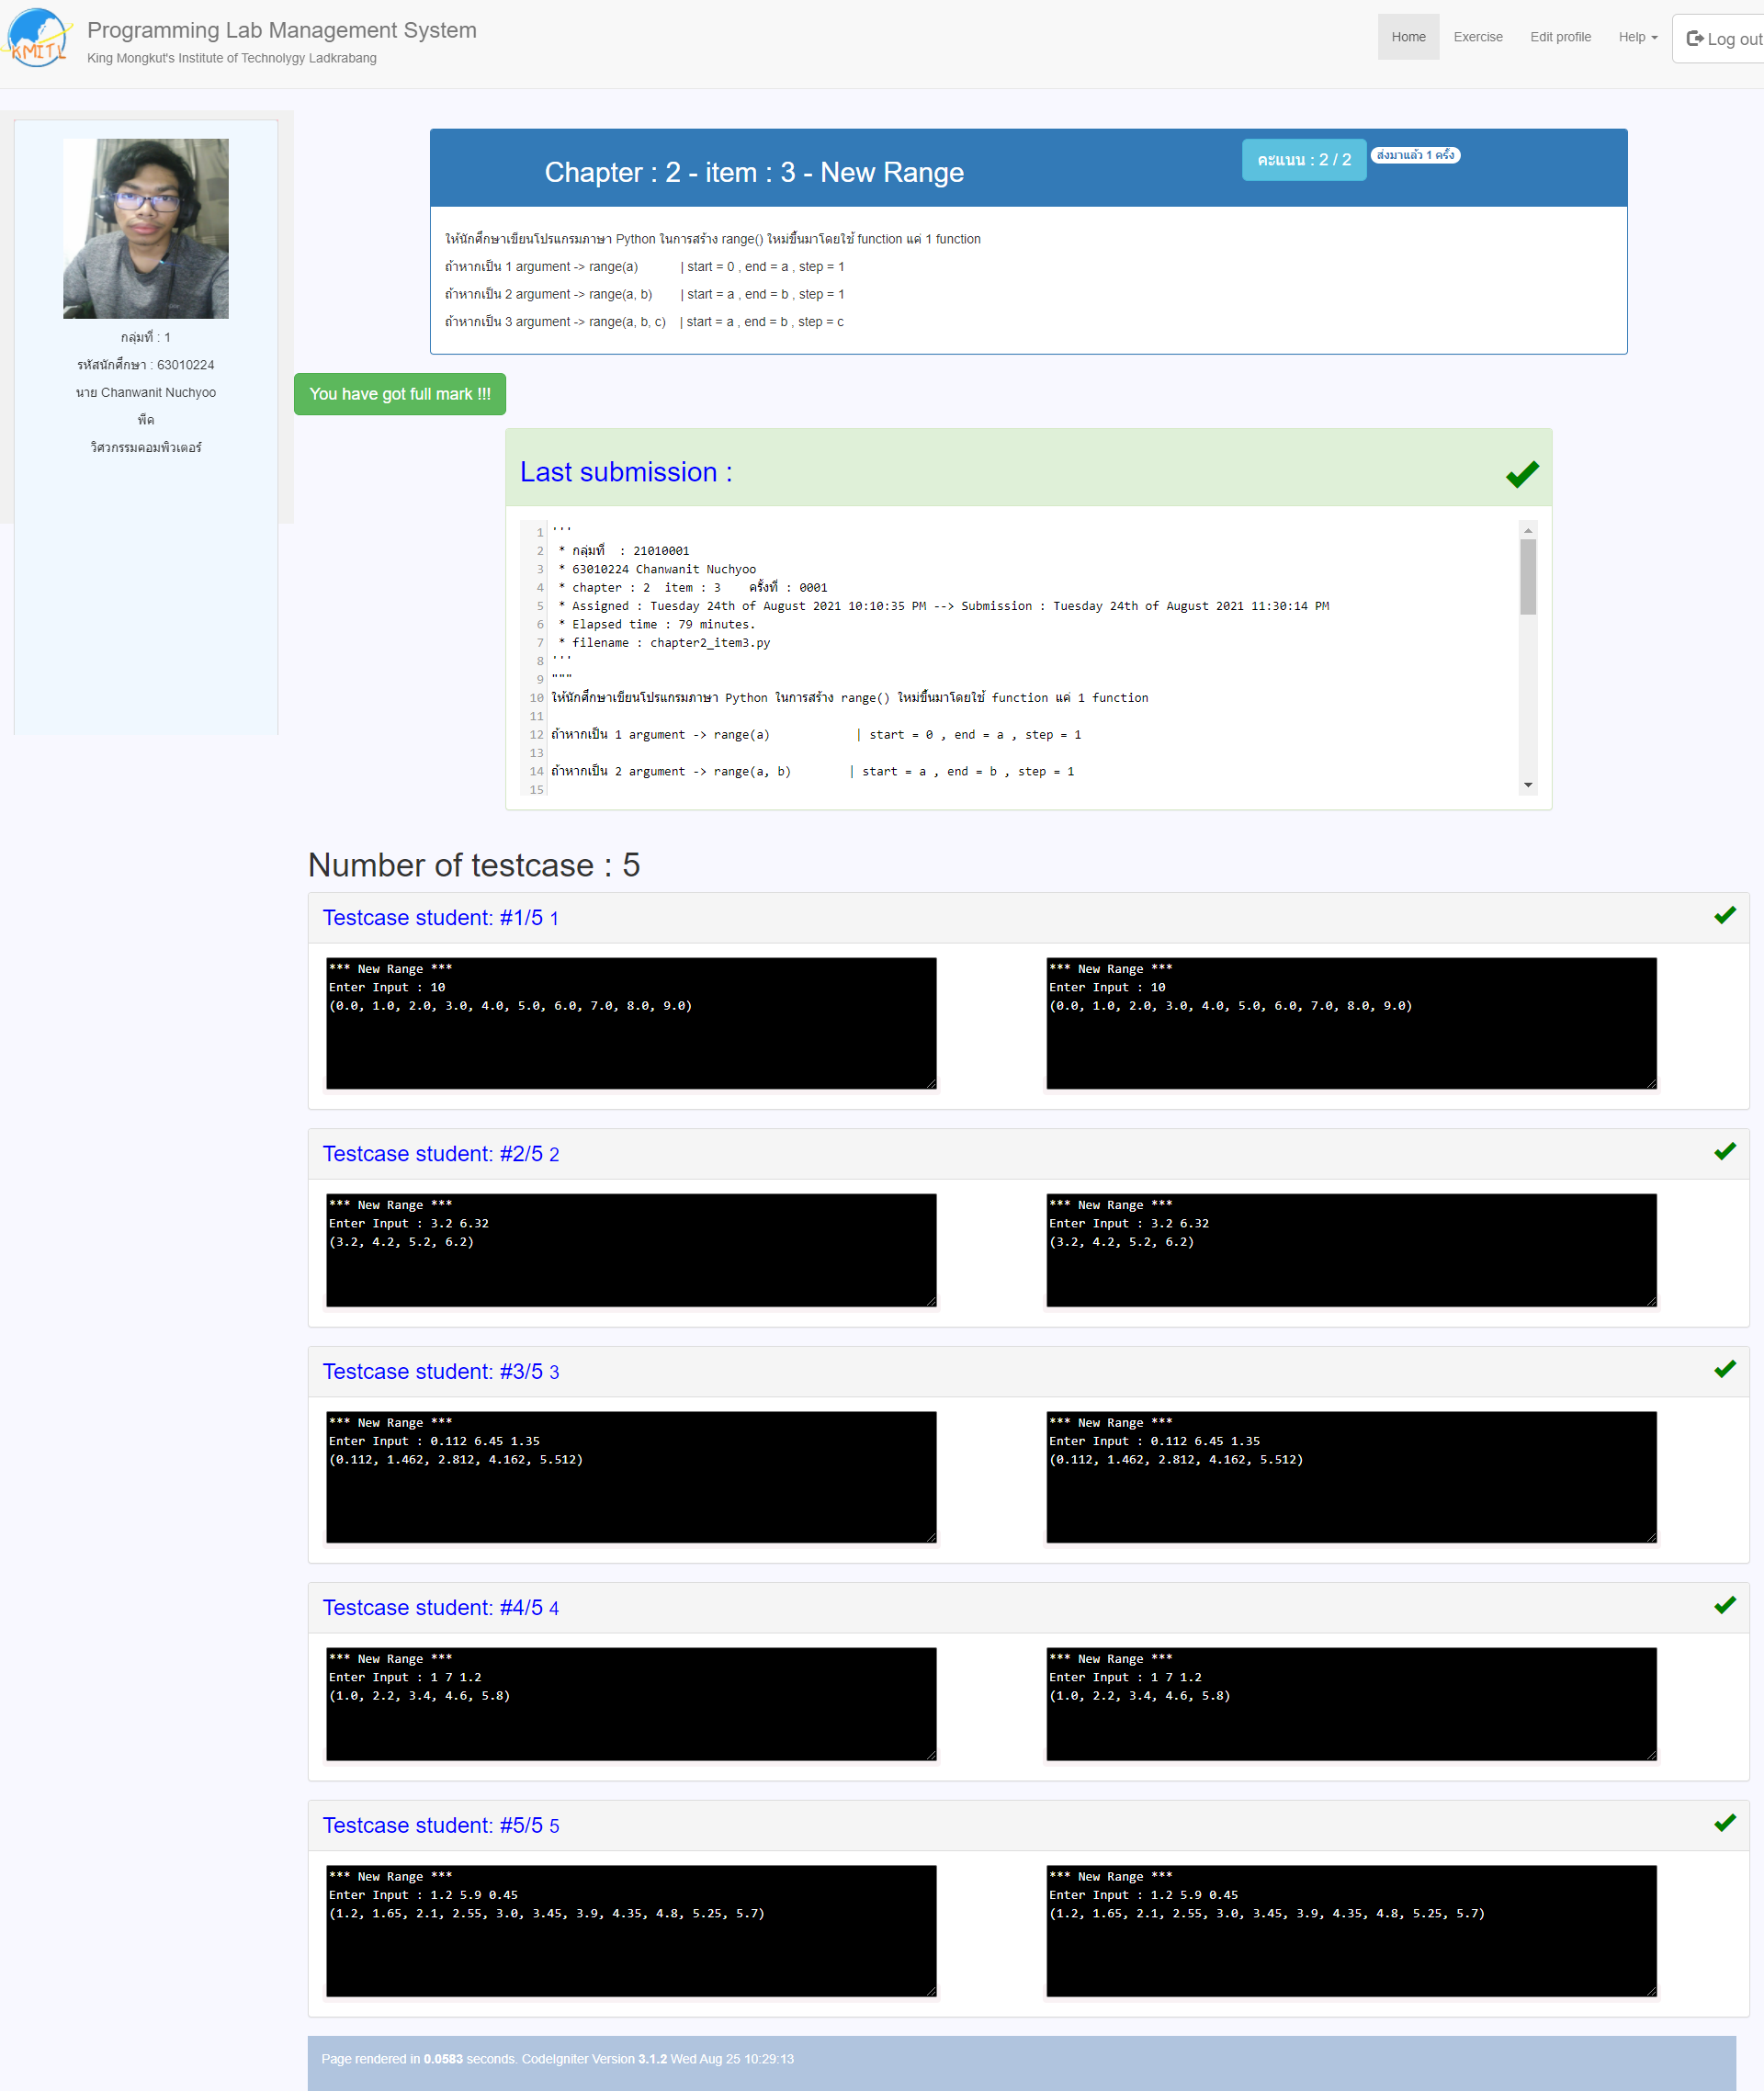 KMITL
Programming Lab Management System
King Mongkut's Institute of Technolygy Ladkrabang
Home
Exercise
Edit profile
Help
Log out
กลุ่มที่ : 1
รหัสนักศึกษา : 63010224
นาย Chanwanit Nuchyoo
พีค
วิศวกรรมคอมพิวเตอร์
Chapter : 2 - item : 3 - New Range
คะแนน : 2 / 2
ส่งมาแล้ว 1 ครั้ง
ให้นักศึกษาเขียนโปรแกรมภาษา Python ในการสร้าง range() ใหม่ขึ้นมาโดยใช้ function แค่ 1 function
ถ้าหากเป็น 1 argument -> range(a) | start = 0 , end = a , step = 1
ถ้าหากเป็น 2 argument -> range(a, b) | start = a , end = b , step = 1
ถ้าหากเป็น 3 argument -> range(a, b, c) | start = a , end = b , step = c
You have got full mark !!!
Last submission :
1 '''
2 * กลุ่มที่ : 21010001
3 * 63010224 Chanwanit Nuchyoo
4 * chapter : 2 item : 3 ครั้งที่ : 0001
5 * Assigned : Tuesday 24th of August 2021 10:10:35 PM --> Submission : Tuesday 24th of August 2021 11:30:14 PM
6 * Elapsed time : 79 minutes.
7 * filename : chapter2_item3.py
8 '''
9 """
10 ให้นักศึกษาเขียนโปรแกรมภาษา Python ในการสร้าง range() ใหม่ขึ้นมาโดยใช้ function แค่ 1 function
11
12 ถ้าหากเป็น 1 argument -> range(a) | start = 0 , end = a , step = 1
13
14 ถ้าหากเป็น 2 argument -> range(a, b) | start = a , end = b , step = 1
15
Number of testcase : 5
Testcase student: #1/5 1
*** New Range ***
Enter Input : 10
(0.0, 1.0, 2.0, 3.0, 4.0, 5.0, 6.0, 7.0, 8.0, 9.0)
*** New Range ***
Enter Input : 10
(0.0, 1.0, 2.0, 3.0, 4.0, 5.0, 6.0, 7.0, 8.0, 9.0)
Testcase student: #2/5 2
*** New Range ***
Enter Input : 3.2 6.32
(3.2, 4.2, 5.2, 6.2)
*** New Range ***
Enter Input : 3.2 6.32
(3.2, 4.2, 5.2, 6.2)
Testcase student: #3/5 3
*** New Range ***
Enter Input : 0.112 6.45 1.35
(0.112, 1.462, 2.812, 4.162, 5.512)
*** New Range ***
Enter Input : 0.112 6.45 1.35
(0.112, 1.462, 2.812, 4.162, 5.512)
Testcase student: #4/5 4
*** New Range ***
Enter Input : 1 7 1.2
(1.0, 2.2, 3.4, 4.6, 5.8)
*** New Range ***
Enter Input : 1 7 1.2
(1.0, 2.2, 3.4, 4.6, 5.8)
Testcase student: #5/5 5
*** New Range ***
Enter Input : 1.2 5.9 0.45
(1.2, 1.65, 2.1, 2.55, 3.0, 3.45, 3.9, 4.35, 4.8, 5.25, 5.7)
*** New Range ***
Enter Input : 1.2 5.9 0.45
(1.2, 1.65, 2.1, 2.55, 3.0, 3.45, 3.9, 4.35, 4.8, 5.25, 5.7)
Page rendered in 0.0583 seconds. CodeIgniter Version 3.1.2 Wed Aug 25 10:29:13